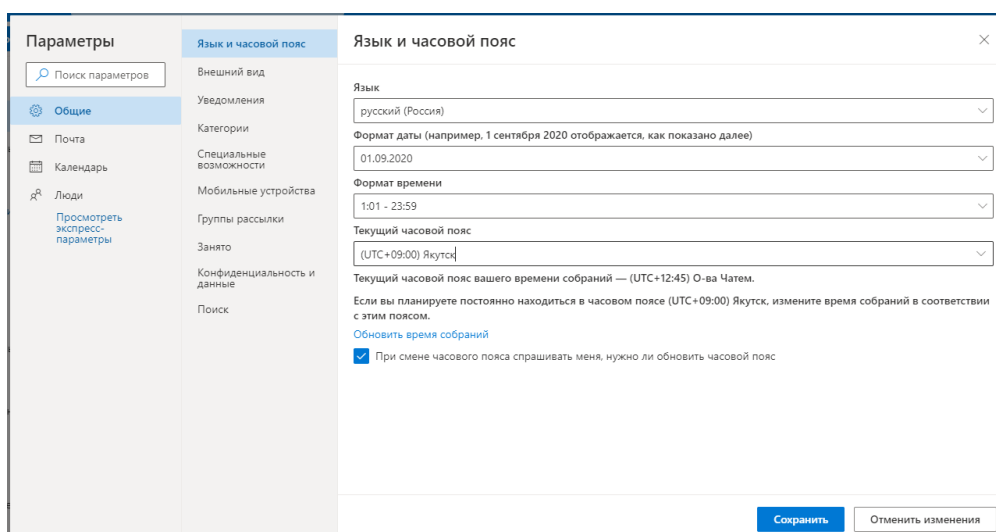 Параметры
Поиск параметров
Общие
Почта
Календарь
Люди
Просмотреть
экспресс-
параметры
Язык и часовой пояс
Внешний вид
Уведомления
Категории
Специальные
возможности
Мобильные устройства
Группы рассылки
Занято
Конфиденциальность и
данные
Поиск
Язык и часовой пояс
Язык
русский (Россия)
Формат даты (например, 1 сентября 2020 отображается, как показано далее)
01.09.2020
Формат времени
1:01 - 23:59
Текущий часовой пояс
(UTC+09:00) Якутск
Текущий часовой пояс вашего времени собраний — (UTC+12:45) О-ва Чатем.
Если вы планируете постоянно находиться в часовом поясе (UTC+09:00) Якутск, измените время собраний в соответствии
с этим поясом.
Обновить время собраний
При смене часового пояса спрашивать меня, нужно ли обновить часовой пояс
Сохранить
Отменить изменения